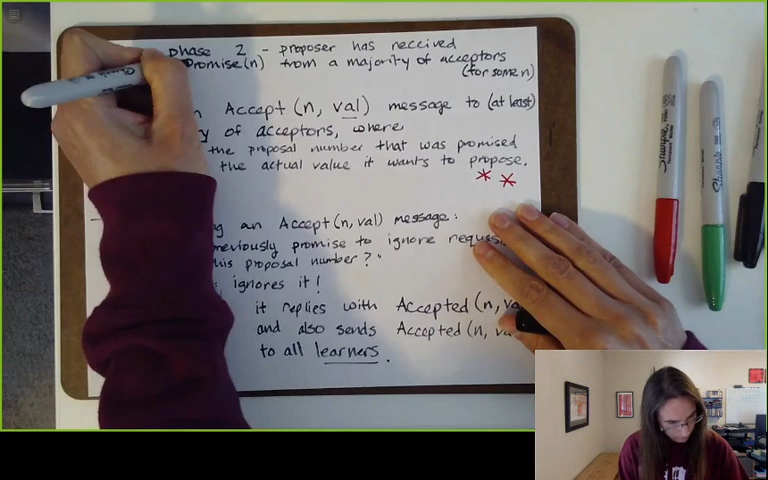 phase 2 - proposer has received
Promise(n) from a majority of acceptors
(for some n)
Accept (n, val) message to (at least)
y of acceptors, where
the proposal number that was promised
the actual value it wants to propose.
* *
g an Accept(n, val) message:
reviously promise to ignore reques
his proposal number?"
: ignores it!
it replies with Accepted (n, va
and also sends Accepted (n, va
to all learners.
Sharpie
Sharpie